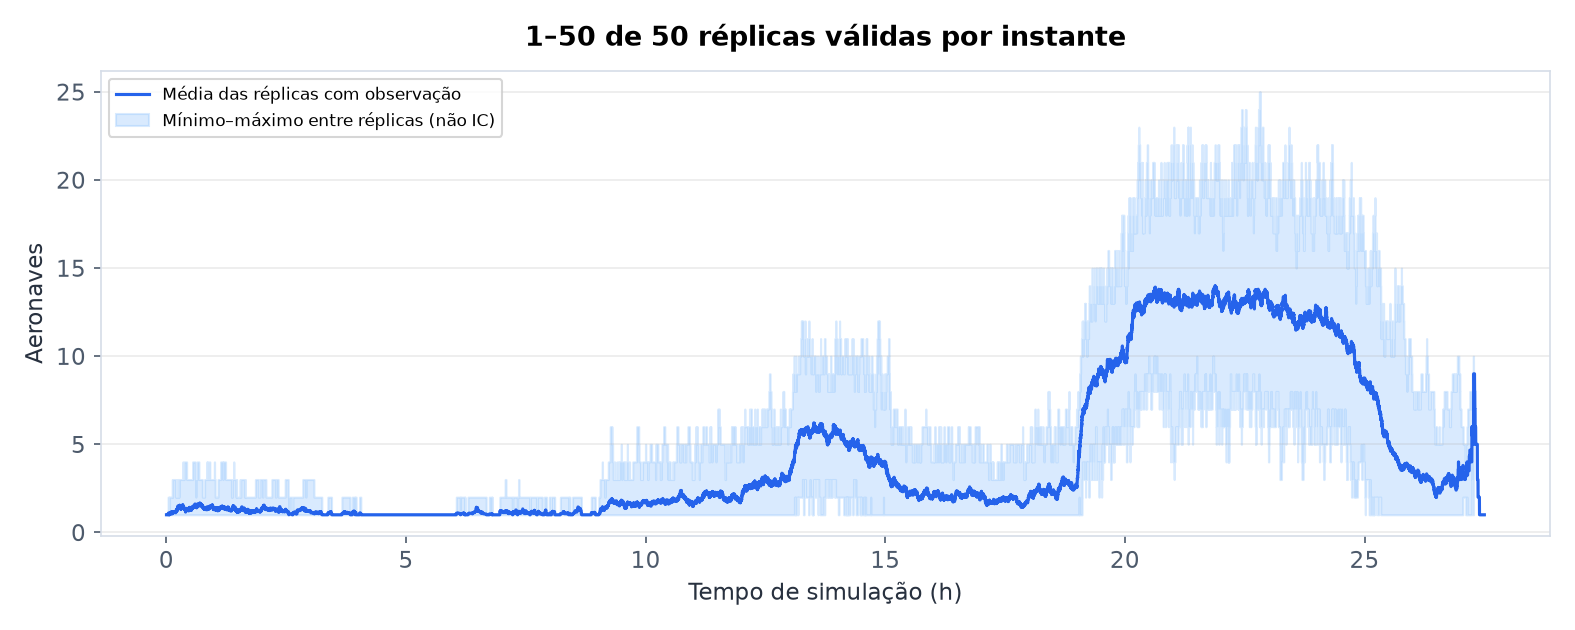 1–50 de 50 réplicas válidas por instante
Média das réplicas com observação
Mínimo–máximo entre réplicas (não IC)
Aeronaves
25
20
15
10
5
0
0 5 10 15 20 25
Tempo de simulação (h)